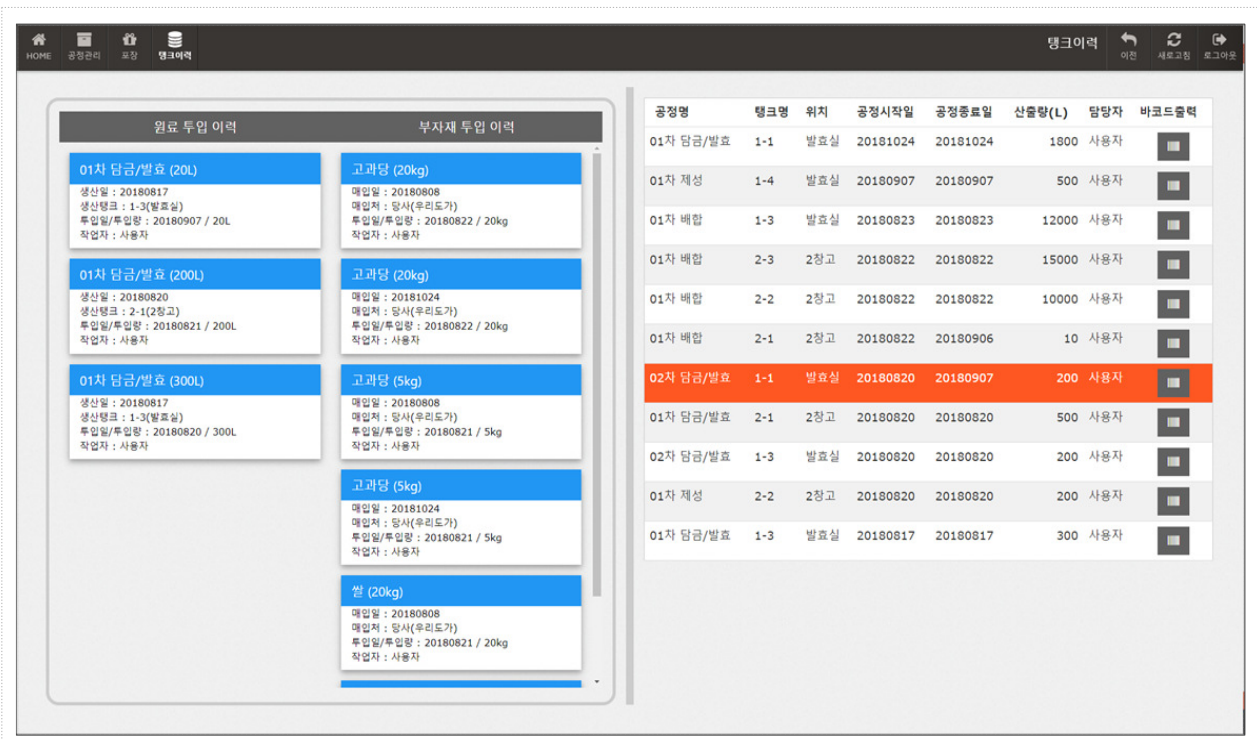 HOME 공정관리 포장 탱크이력
탱크이력 이전 새로고침 로그아웃
원료 투입 이력
01차 담금/발효 (20L)
생산일 : 20180817
생산탱크 : 1-3(발효실)
투입일/투입량 : 20180907 / 20L
작업자 : 사용자
01차 담금/발효 (200L)
생산일 : 20180820
생산탱크 : 2-1(2창고)
투입일/투입량 : 20180821 / 200L
작업자 : 사용자
01차 담금/발효 (300L)
생산일 : 20180817
생산탱크 : 1-3(발효실)
투입일/투입량 : 20180820 / 300L
작업자 : 사용자
부자재 투입 이력
고과당 (20kg)
매입일 : 20180808
매입처 : 당사(우리도가)
투입일/투입량 : 20180822 / 20kg
작업자 : 사용자
고과당 (20kg)
매입일 : 20181024
매입처 : 당사(우리도가)
투입일/투입량 : 20180822 / 20kg
작업자 : 사용자
고과당 (5kg)
매입일 : 20180808
매입처 : 당사(우리도가)
투입일/투입량 : 20180821 / 5kg
작업자 : 사용자
고과당 (5kg)
매입일 : 20181024
매입처 : 당사(우리도가)
투입일/투입량 : 20180821 / 5kg
작업자 : 사용자
쌀 (20kg)
매입일 : 20180808
매입처 : 당사(우리도가)
투입일/투입량 : 20180821 / 20kg
작업자 : 사용자
공정명 탱크명 위치 공정시작일 공정종료일 산출량(L) 담당자 바코드출력
01차 담금/발효 1-1 발효실 20181024 20181024 1800 사용자
01차 제성 1-4 발효실 20180907 20180907 500 사용자
01차 배합 1-3 발효실 20180823 20180823 12000 사용자
01차 배합 2-3 2창고 20180822 20180822 15000 사용자
01차 배합 2-2 2창고 20180822 20180822 10000 사용자
01차 배합 2-1 2창고 20180822 20180906 10 사용자
02차 담금/발효 1-1 발효실 20180820 20180907 200 사용자
01차 담금/발효 2-1 2창고 20180820 20180820 500 사용자
02차 담금/발효 1-3 발효실 20180820 20180820 200 사용자
01차 제성 2-2 2창고 20180820 20180820 200 사용자
01차 담금/발효 1-3 발효실 20180817 20180817 300 사용자